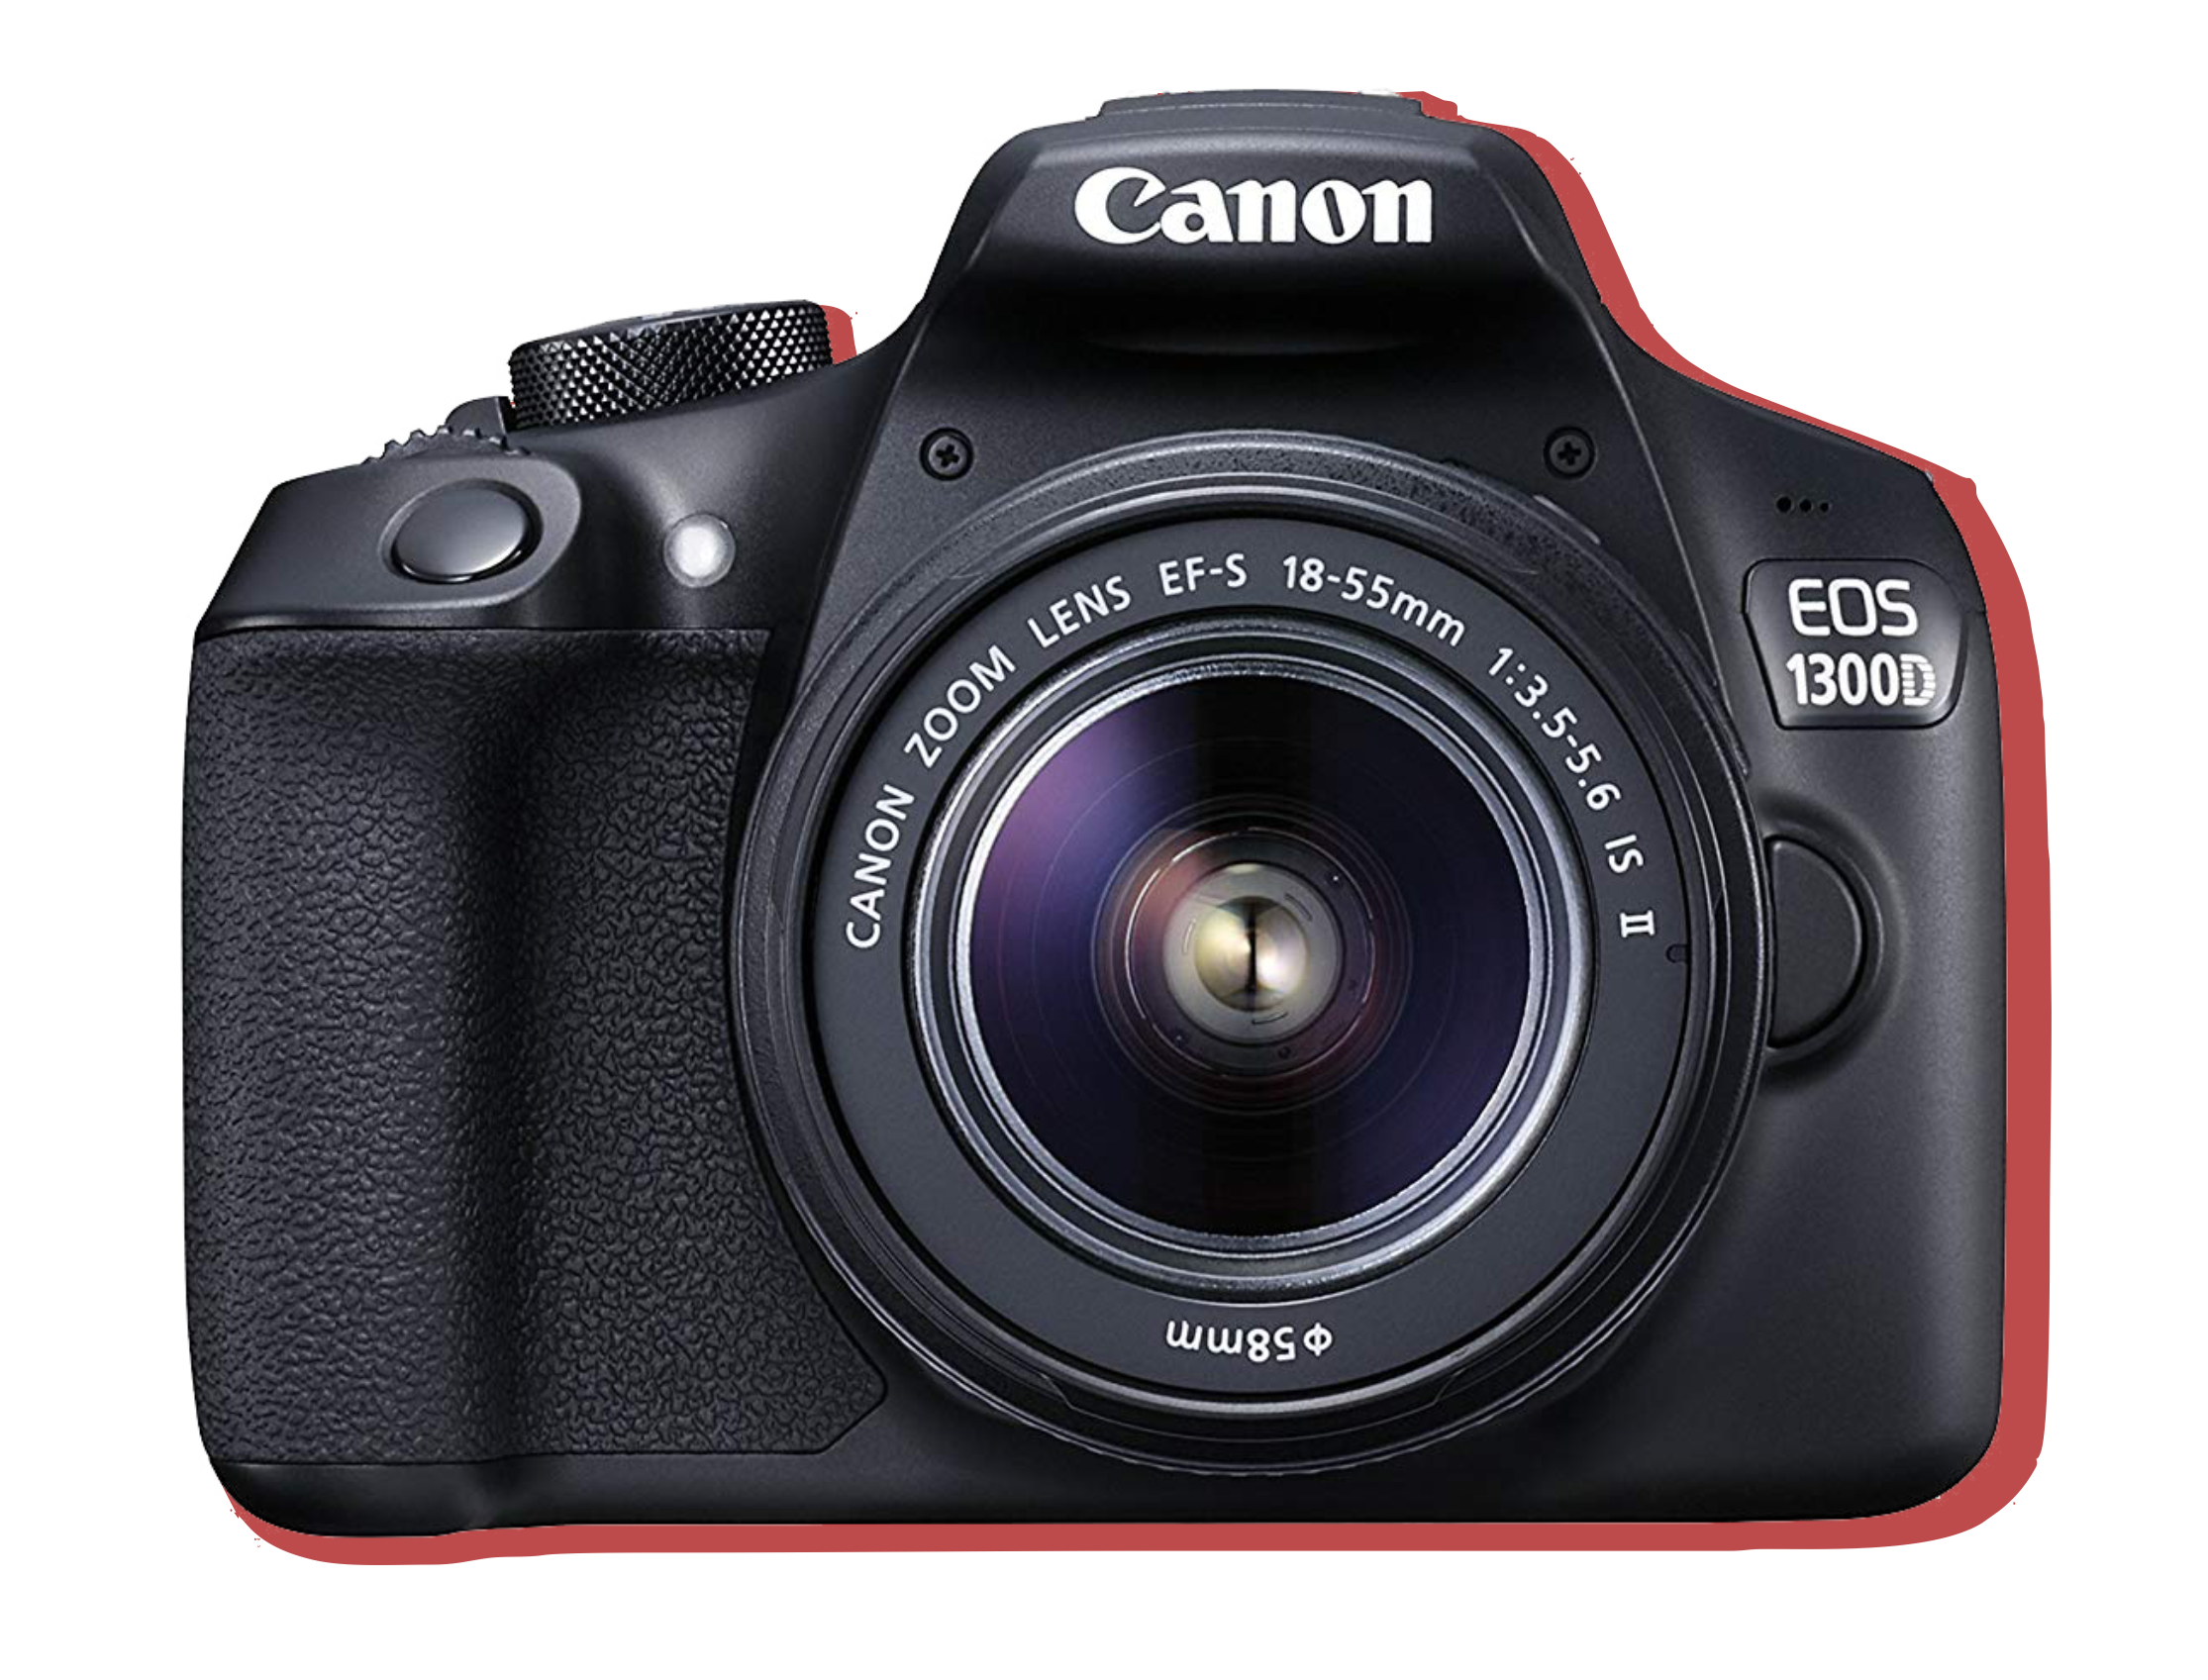 Canon
EOS
1300D
CANON ZOOM LENS EF-S 18-55mm 1:3.5-5.6 IS II
Φ58mm